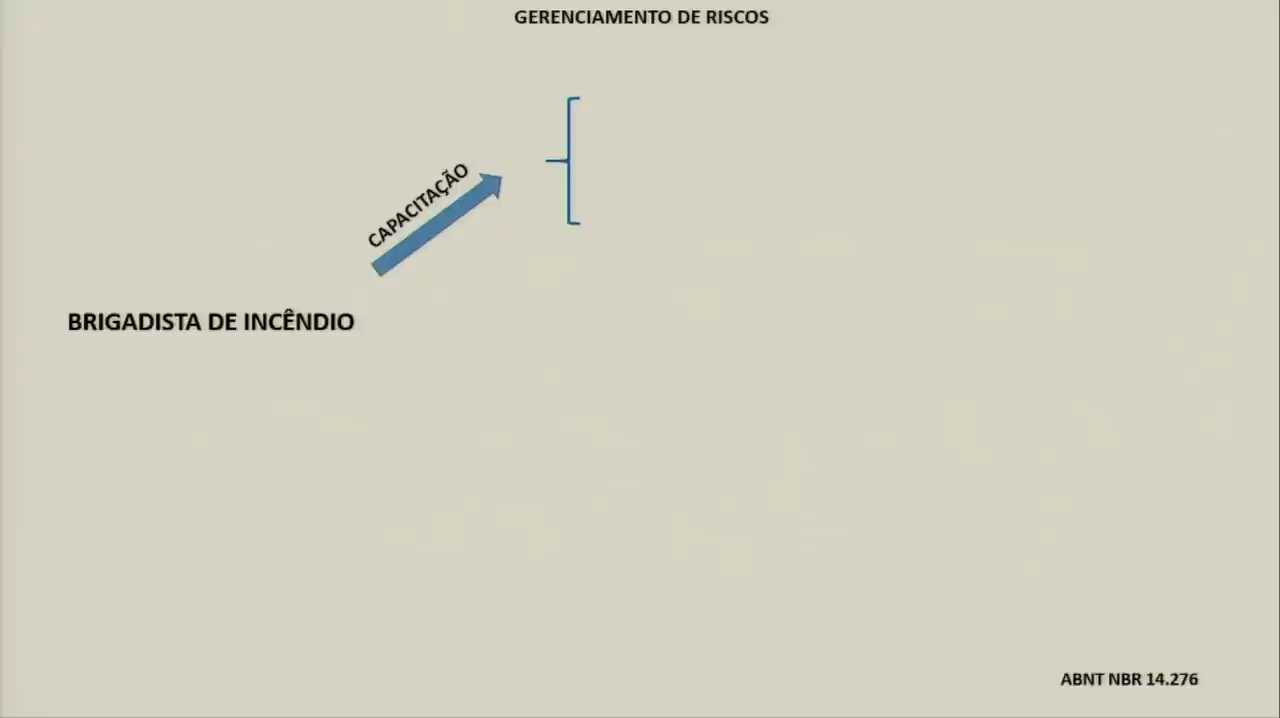 GERENCIAMENTO DE RISCOS
CAPACITAÇÃO
BRIGADISTA DE INCÊNDIO
ABNT NBR 14.276